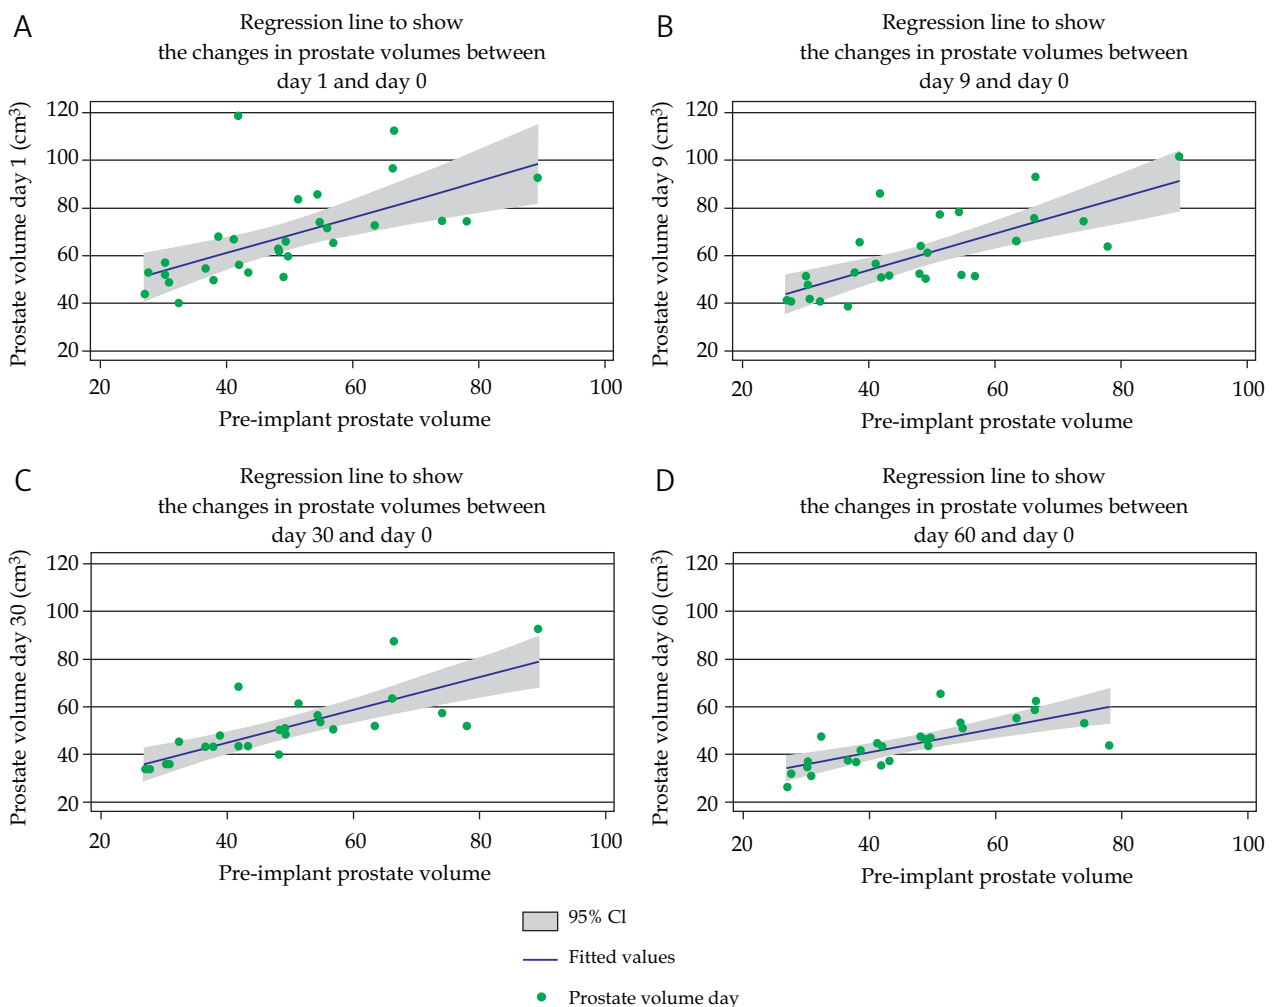 A
Regression line to show
the changes in prostate volumes between
day 1 and day 0
Prostate volume day 1 (cm³)
120
100
80
60
40
20
20 40 60 80 100
Pre-implant prostate volume
B
Regression line to show
the changes in prostate volumes between
day 9 and day 0
Prostate volume day 9 (cm³)
120
100
80
60
40
20
20 40 60 80 100
Pre-implant prostate volume
C
Regression line to show
the changes in prostate volumes between
day 30 and day 0
Prostate volume day 30 (cm³)
120
100
80
60
40
20
20 40 60 80 100
Pre-implant prostate volume
D
Regression line to show
the changes in prostate volumes between
day 60 and day 0
Prostate volume day 60 (cm³)
120
100
80
60
40
20
20 40 60 80 100
Pre-implant prostate volume
95% Cl
Fitted values
Prostate volume day